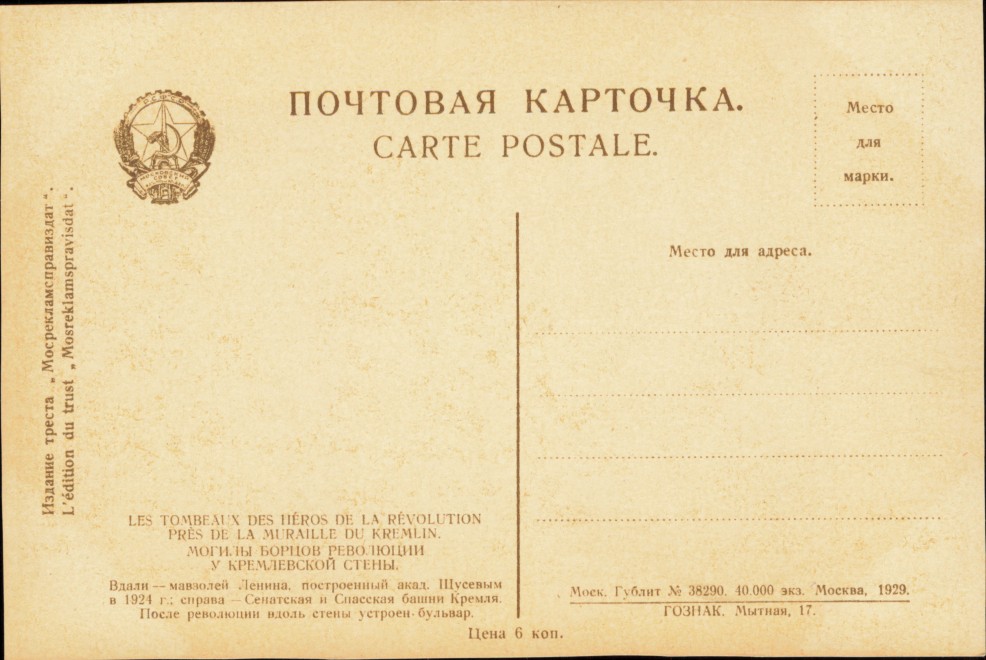 ПОЧТОВАЯ КАРТОЧКА.
CARTE POSTALE.
Место
для
марки.
Место для адреса.
Издание треста „Мосрекламсправиздат“.
L'édition du trust „Mosreklamspravisdat“.
LES TOMBEAUX DES HÉROS DE LA RÉVOLUTION
PRÈS DE LA MURAILLE DU KREMLIN.
МОГИЛЫ БОРЦОВ РЕВОЛЮЦИИ
У КРЕМЛЕВСКОЙ СТЕНЫ.
Вдали — мавзолей Ленина, построенный акад. Щусевым
в 1924 г.; справа — Сенатская и Спасская башни Кремля.
После революции вдоль стены устроен бульвар.
Цена 6 коп.
Моск. Гублит № 38290. 40.000 экз. Москва, 1929.
ГОЗНАК. Мытная, 17.